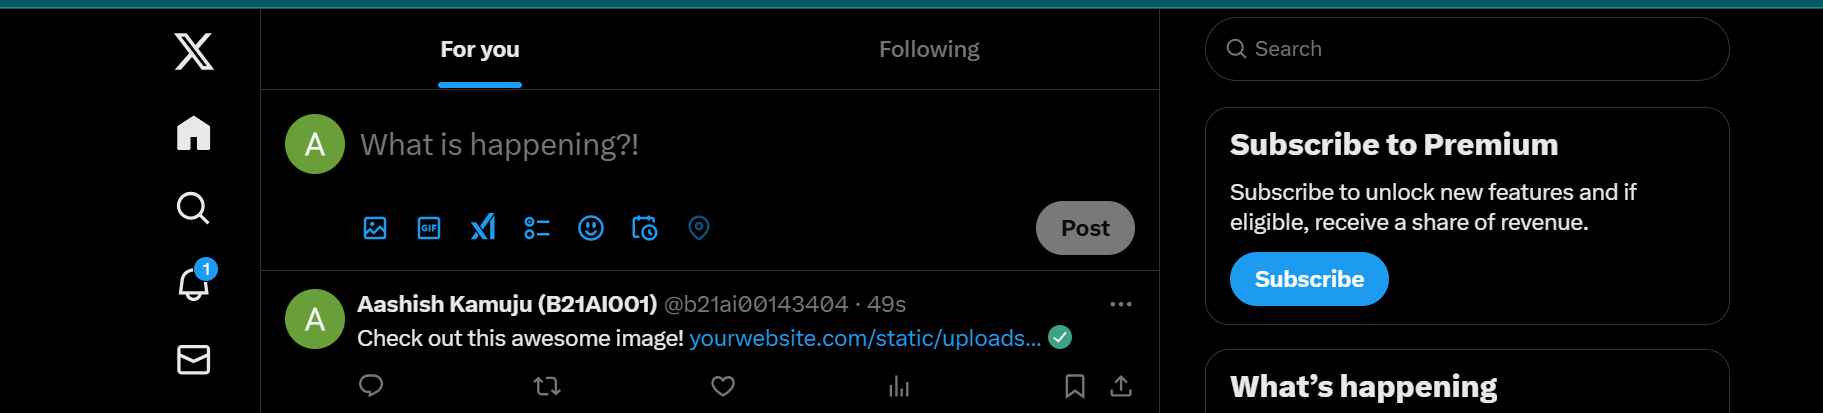 For you
Following
Search
What is happening?!
GIF
Post
1
Aashish Kamuju (B21AI001) @b21ai00143404 · 49s
Check out this awesome image! yourwebsite.com/static/uploads...
Subscribe to Premium
Subscribe to unlock new features and if
eligible, receive a share of revenue.
Subscribe
What’s happening
A
A